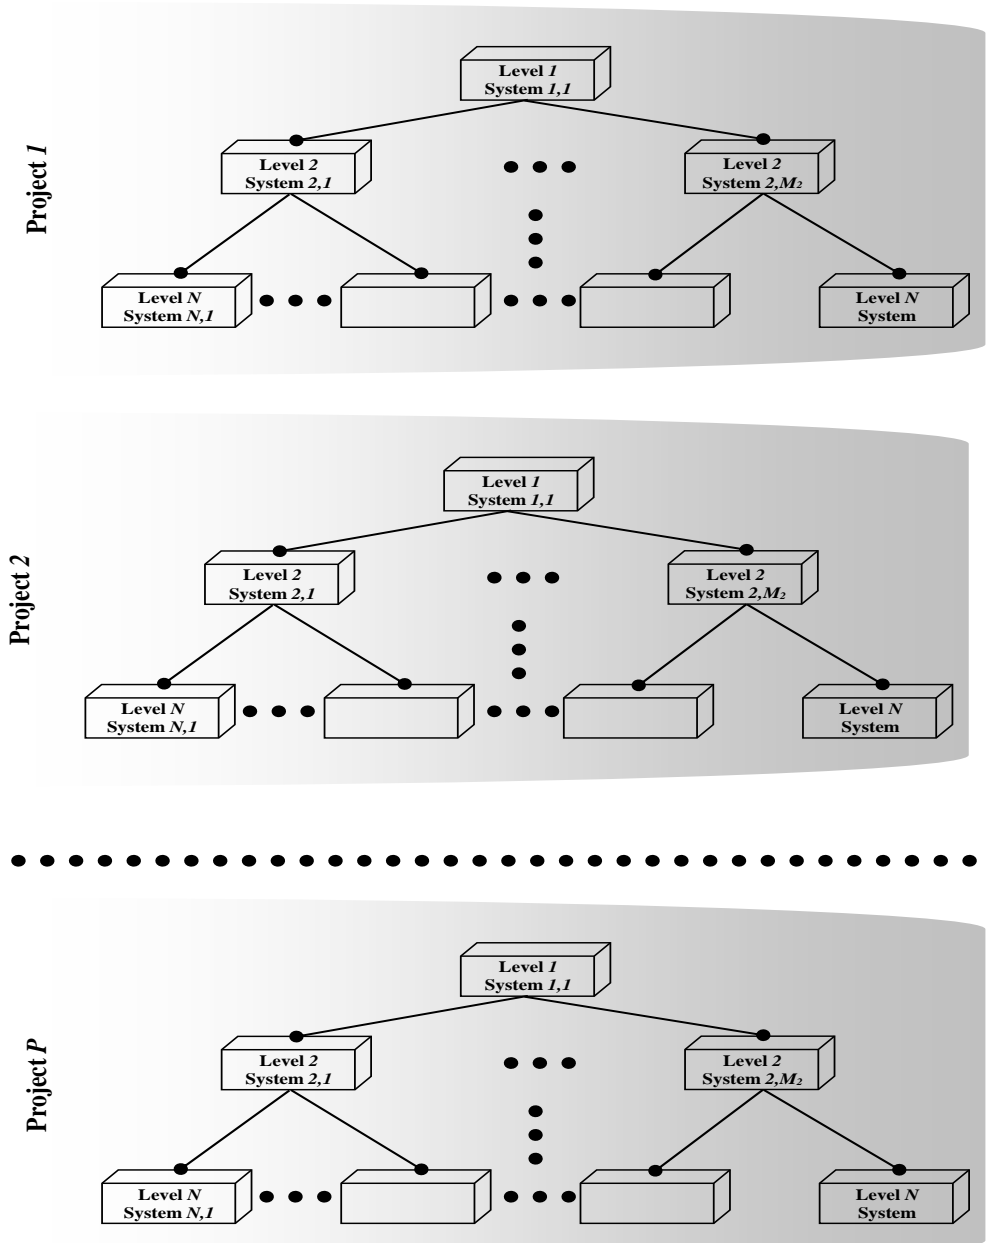 Project 1
Level 1
System 1,1
Level 2
System 2,1
Level 2
System 2,M₂
Level N
System N,1
Level N
System
Project 2
Level 1
System 1,1
Level 2
System 2,1
Level 2
System 2,M₂
Level N
System N,1
Level N
System
Project P
Level 1
System 1,1
Level 2
System 2,1
Level 2
System 2,M₂
Level N
System N,1
Level N
System